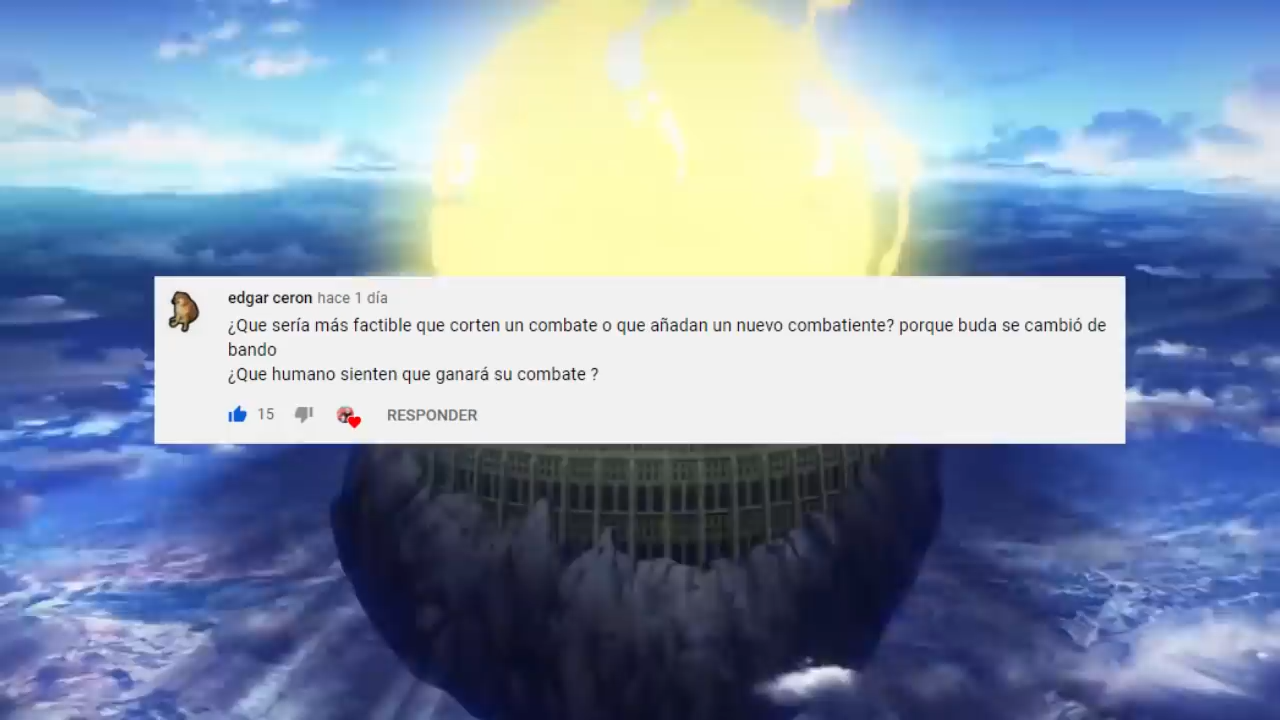 edgar ceron hace 1 día
¿Que sería más factible que corten un combate o que añadan un nuevo combatiente? porque buda se cambió de
bando
¿Que humano sienten que ganará su combate ?
15 RESPONDER